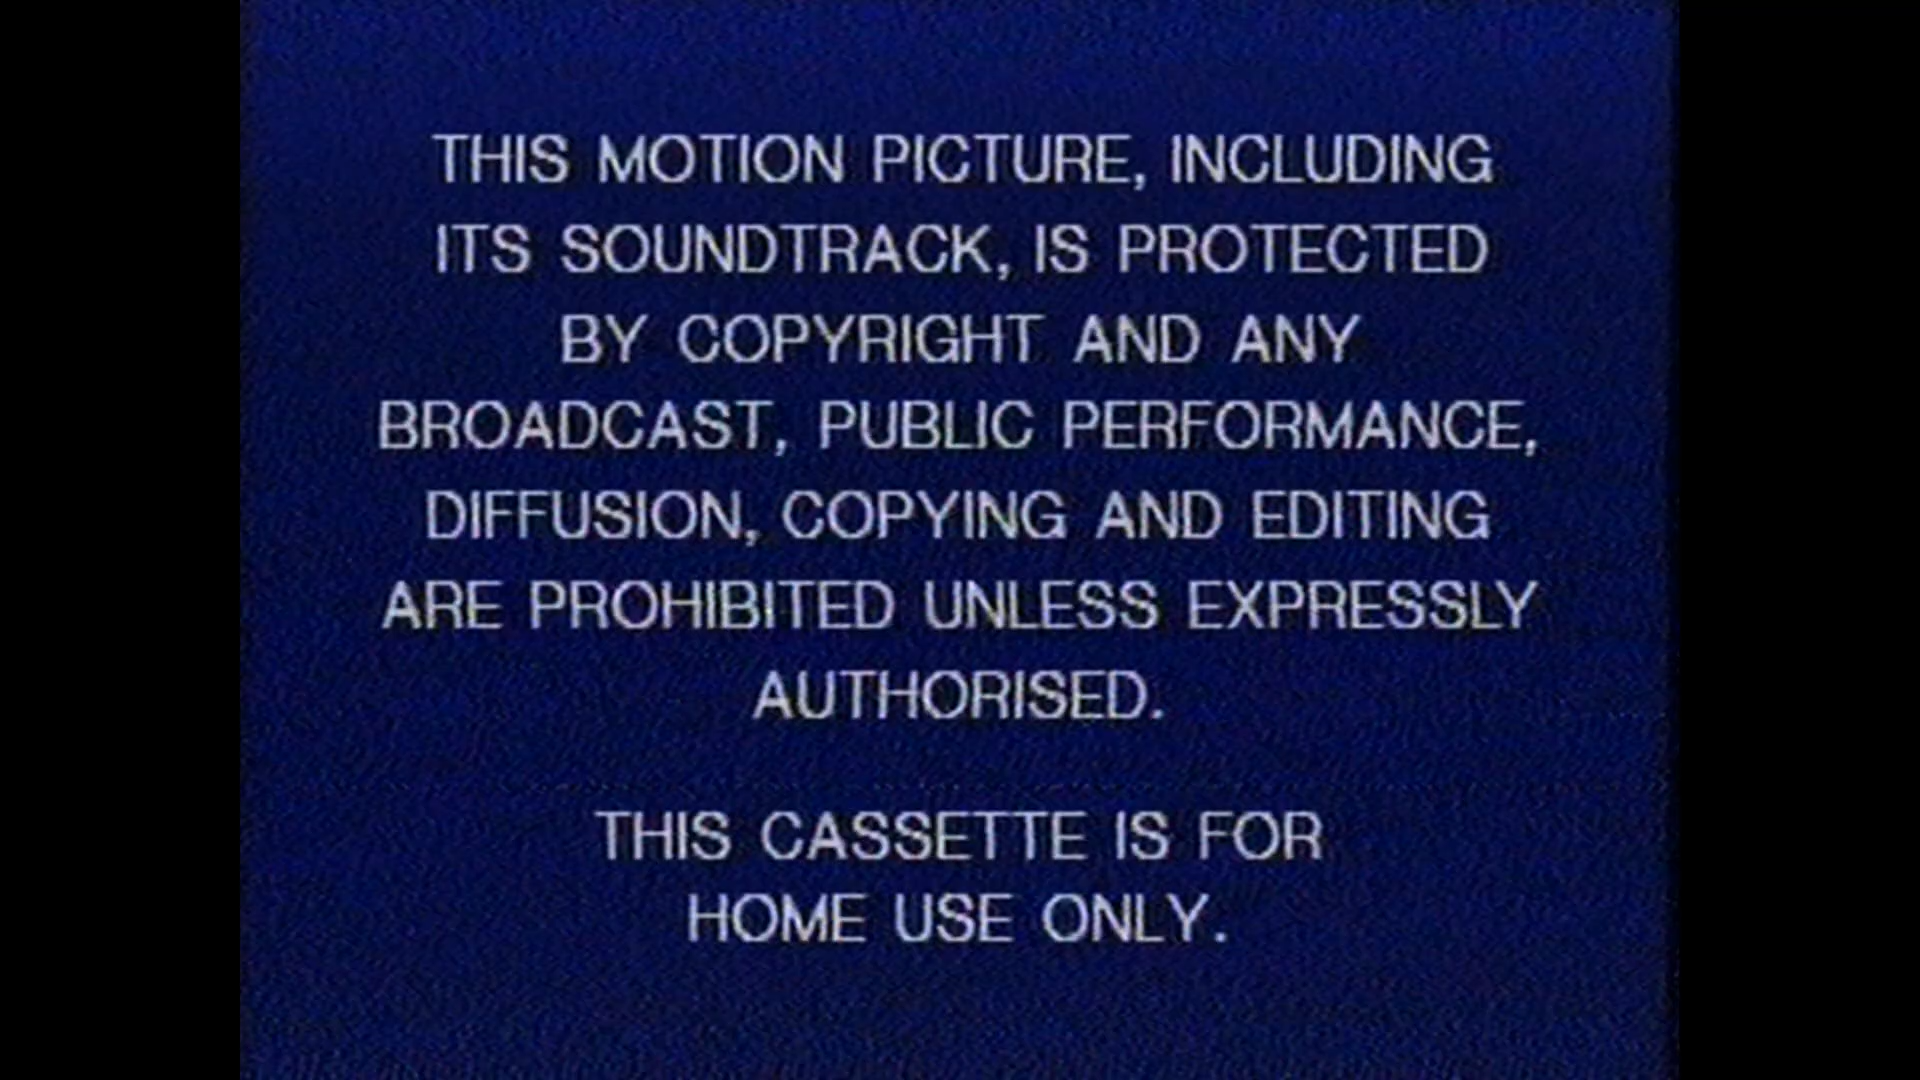 THIS MOTION PICTURE, INCLUDING
ITS SOUNDTRACK, IS PROTECTED
BY COPYRIGHT AND ANY
BROADCAST, PUBLIC PERFORMANCE,
DIFFUSION, COPYING AND EDITING
ARE PROHIBITED UNLESS EXPRESSLY
AUTHORISED.
THIS CASSETTE IS FOR
HOME USE ONLY.